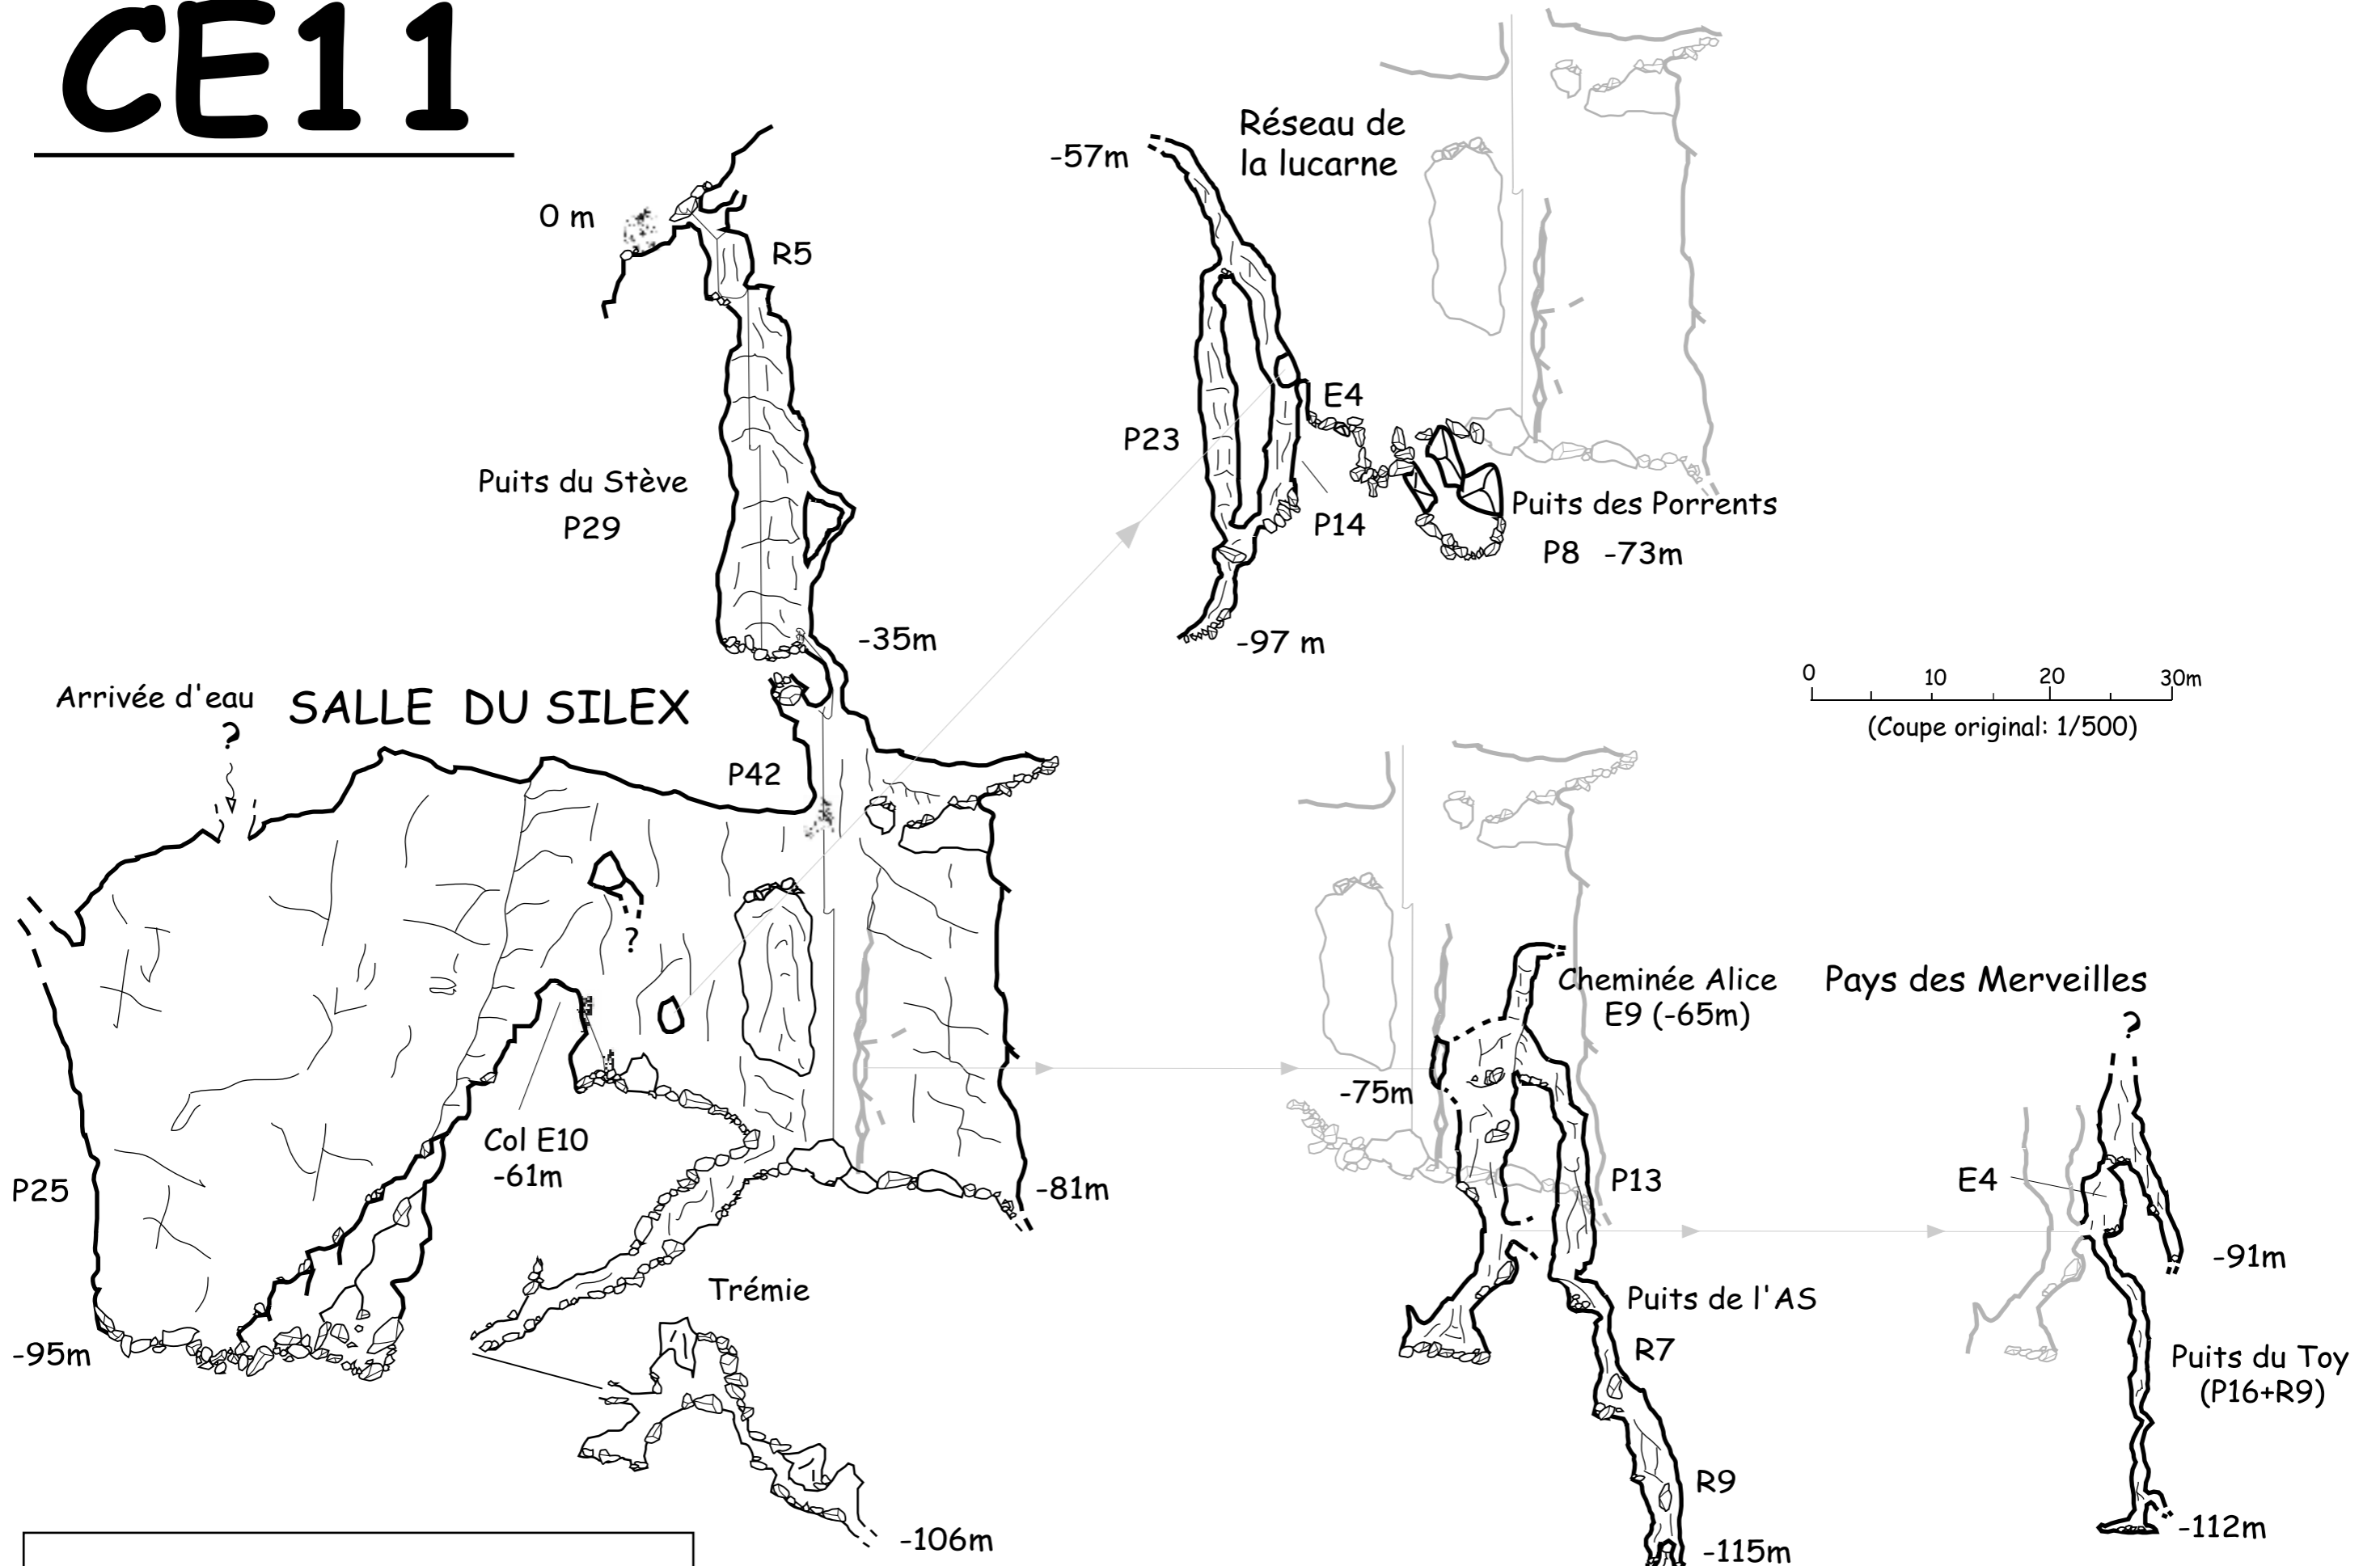 CE11
0 m
R5
Puits du Stève
P29
-35m
Arrivée d'eau
?
SALLE DU SILEX
P42
?
Col E10
-61m
P25
-95m
-81m
Trémie
-106m
-57m
Réseau de
la lucarne
P23
E4
P14
Puits des Porrents
P8 -73m
-97 m
0 10 20 30m
(Coupe original: 1/500)
Cheminée Alice
E9 (-65m)
-75m
P13
Puits de l'AS
R7
R9
-115m
Pays des Merveilles
?
E4
-91m
Puits du Toy
(P16+R9)
-112m